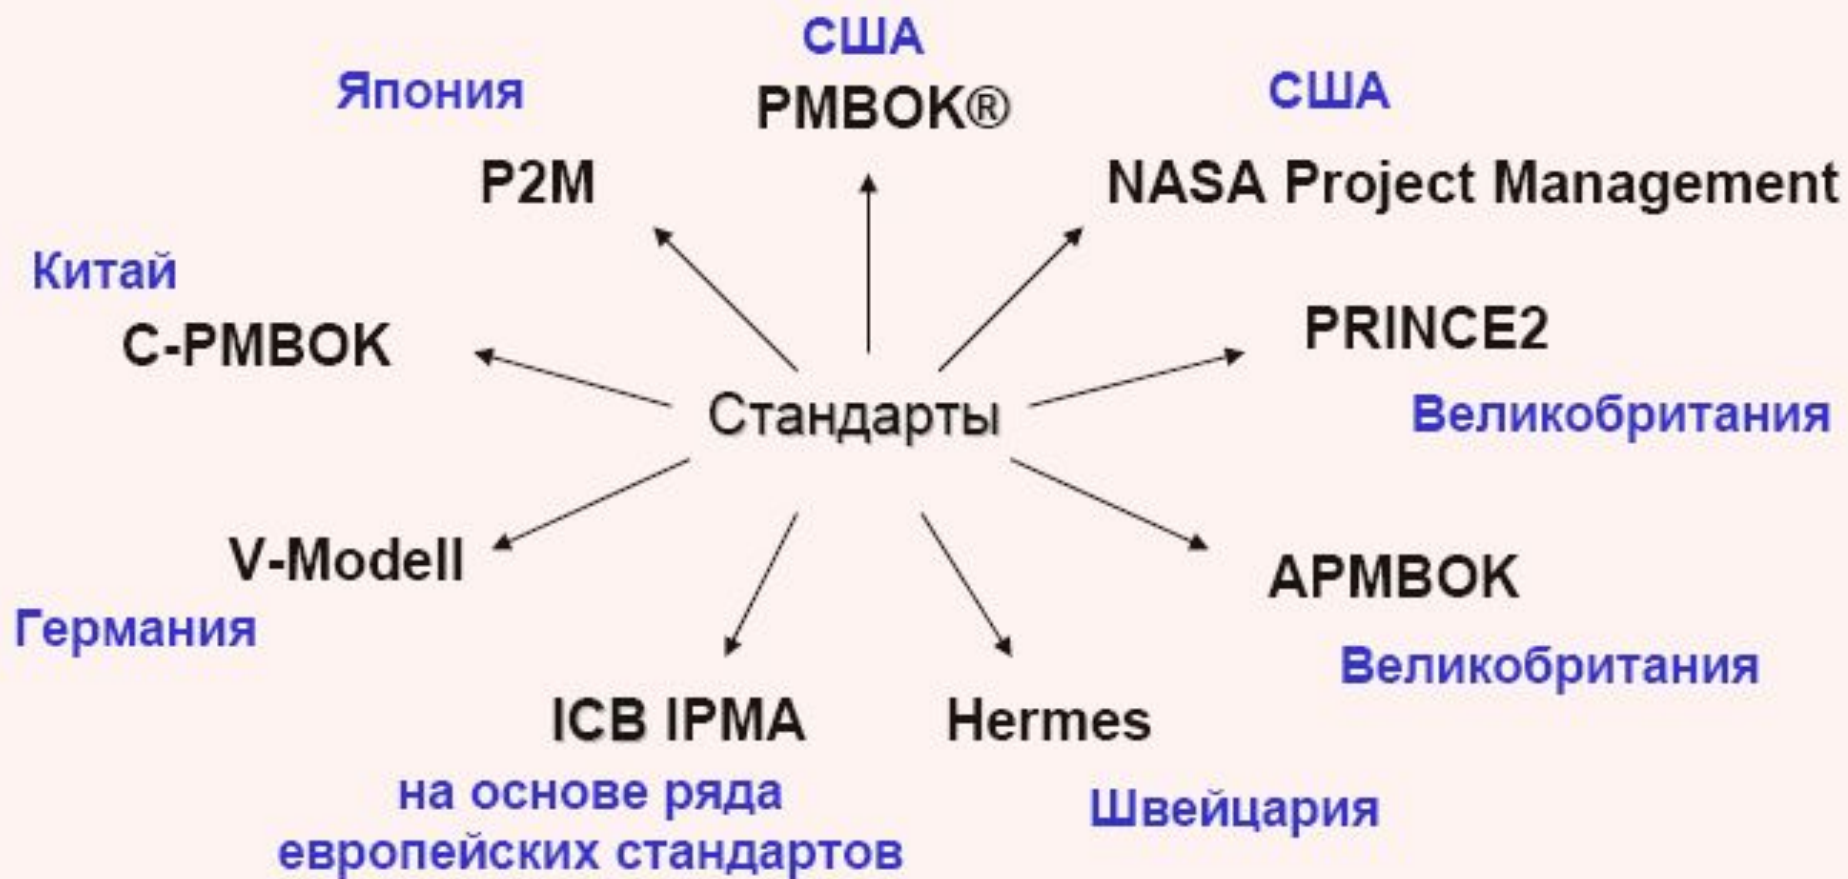 США
PMBOK®
Япония
P2M
США
NASA Project Management
Китай
C-PMBOK
PRINCE2
Великобритания
Стандарты
V-Modell
Германия
APMBOK
Великобритания
ICB IPMA
на основе ряда
европейских стандартов
Hermes
Швейцария